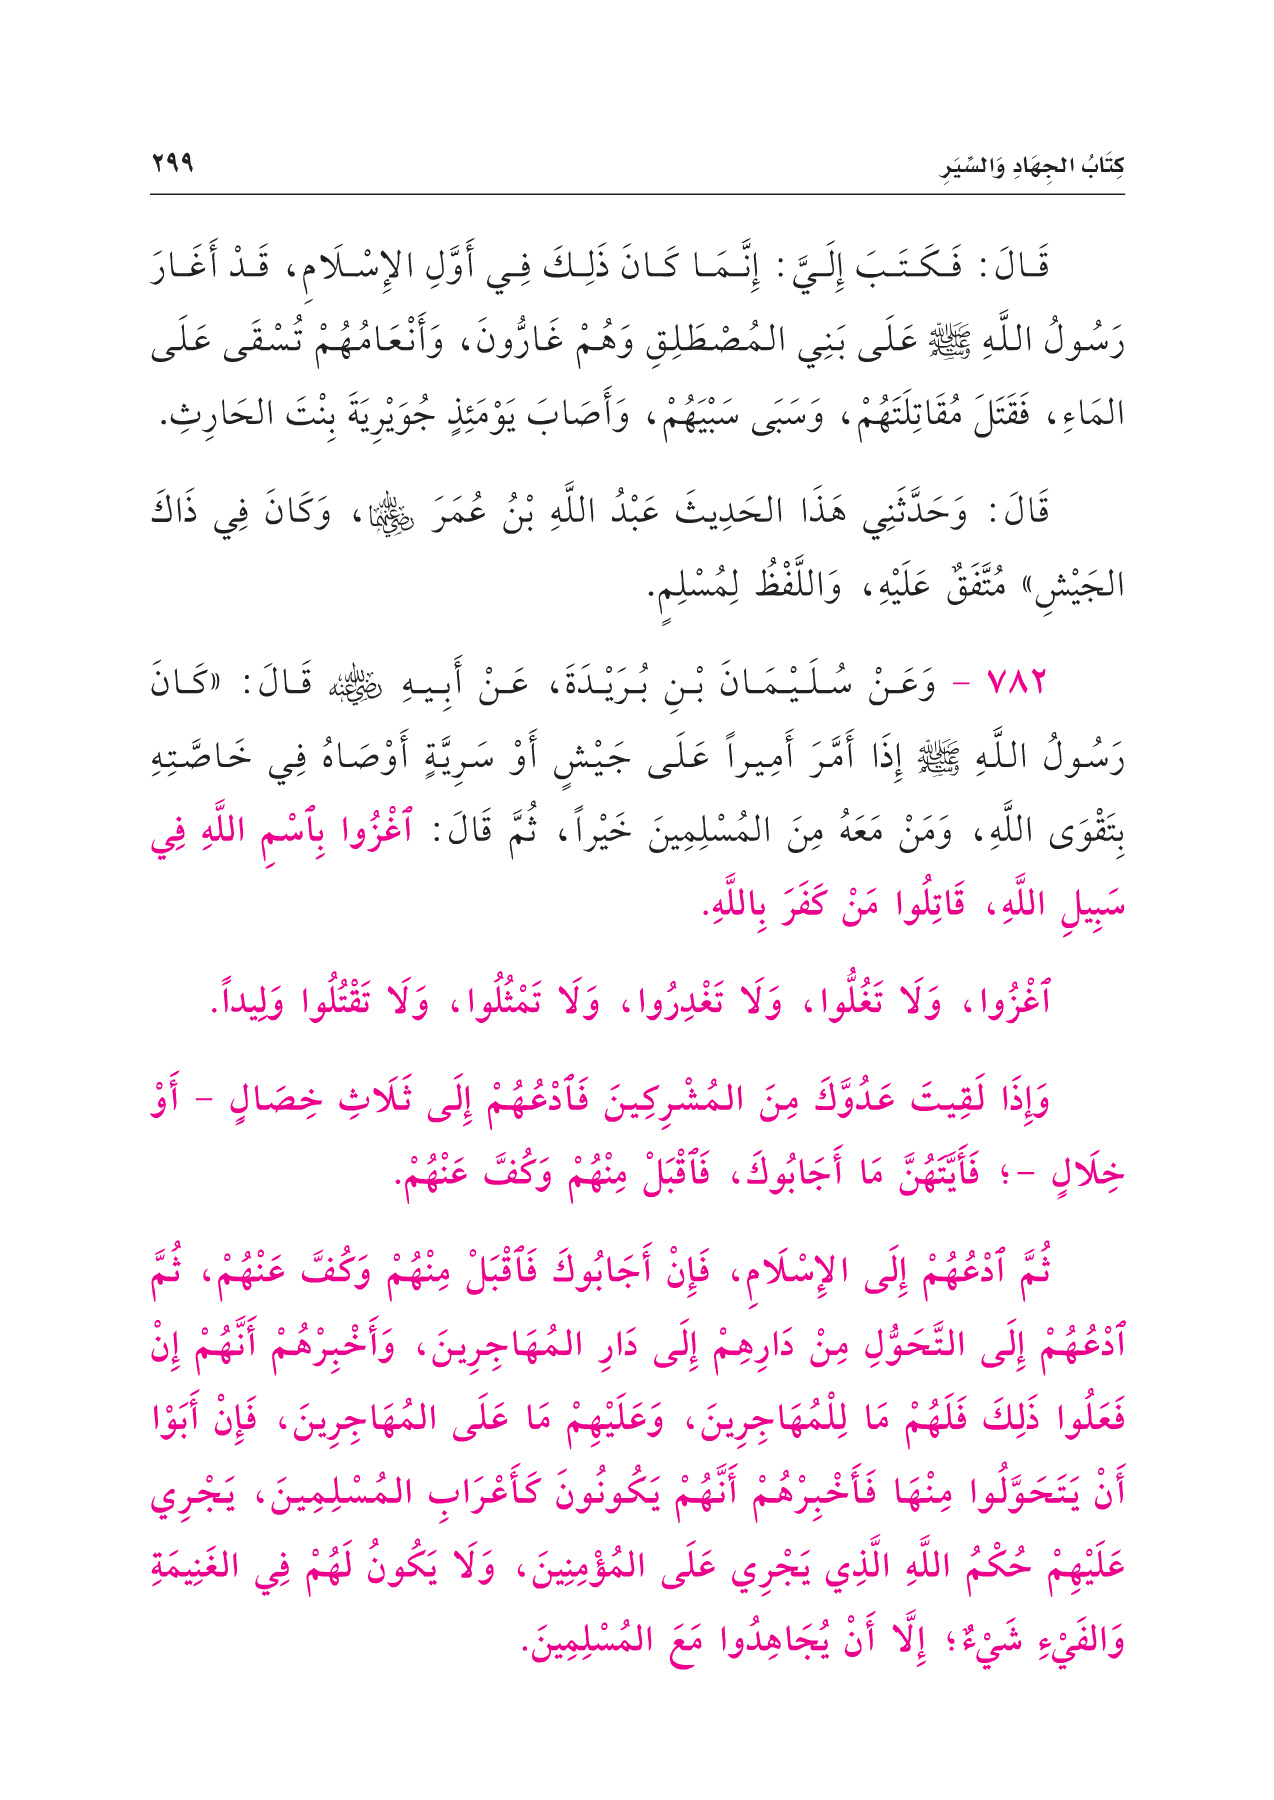 كِتَابُ الجِهَادِ وَالسِّيَرِ ٢٩٩
قَالَ: فَكَتَبَ إِلَيَّ: إِنَّمَا كَانَ ذَلِكَ فِي أَوَّلِ الإِسْلَامِ، قَدْ أَغَارَ
رَسُولُ اللَّهِ ﷺ عَلَى بَنِي المُصْطَلِقِ وَهُمْ غَارُّونَ، وَأَنْعَامُهُمْ تُسْقَى عَلَى
المَاءِ، فَقَتَلَ مُقَاتِلَتَهُمْ، وَسَبَى سَبْيَهُمْ، وَأَصَابَ يَوْمَئِذٍ جُوَيْرِيَةَ بِنْتَ الحَارِثِ.
قَالَ: وَحَدَّثَنِي هَذَا الحَدِيثَ عَبْدُ اللَّهِ بْنُ عُمَرَ رضي الله عنهما، وَكَانَ فِي ذَاكَ
الجَيْشِ» مُتَّفَقٌ عَلَيْهِ، وَاللَّفْظُ لِمُسْلِمٍ.
٧٨٢ - وَعَنْ سُلَيْمَانَ بْنِ بُرَيْدَةَ، عَنْ أَبِيهِ رضي الله عنه قَالَ: «كَانَ
رَسُولُ اللَّهِ ﷺ إِذَا أَمَّرَ أَمِيراً عَلَى جَيْشٍ أَوْ سَرِيَّةٍ أَوْصَاهُ فِي خَاصَّتِهِ
بِتَقْوَى اللَّهِ، وَمَنْ مَعَهُ مِنَ المُسْلِمِينَ خَيْراً، ثُمَّ قَالَ: ٱغْزُوا بِٱسْمِ اللَّهِ فِي
سَبِيلِ اللَّهِ، قَاتِلُوا مَنْ كَفَرَ بِاللَّهِ.
ٱغْزُوا، وَلَا تَغُلُّوا، وَلَا تَغْدِرُوا، وَلَا تَمْثُلُوا، وَلَا تَقْتُلُوا وَلِيداً.
وَإِذَا لَقِيتَ عَدُوَّكَ مِنَ المُشْرِكِينَ فَٱدْعُهُمْ إِلَى ثَلَاثِ خِصَالٍ - أَوْ
خِلَالٍ -؛ فَأَيَّتَهُنَّ مَا أَجَابُوكَ، فَٱقْبَلْ مِنْهُمْ وَكُفَّ عَنْهُمْ.
ثُمَّ ٱدْعُهُمْ إِلَى الإِسْلَامِ، فَإِنْ أَجَابُوكَ فَٱقْبَلْ مِنْهُمْ وَكُفَّ عَنْهُمْ، ثُمَّ
ٱدْعُهُمْ إِلَى التَّحَوُّلِ مِنْ دَارِهِمْ إِلَى دَارِ المُهَاجِرِينَ، وَأَخْبِرْهُمْ أَنَّهُمْ إِنْ
فَعَلُوا ذَلِكَ فَلَهُمْ مَا لِلْمُهَاجِرِينَ، وَعَلَيْهِمْ مَا عَلَى المُهَاجِرِينَ، فَإِنْ أَبَوْا
أَنْ يَتَحَوَّلُوا مِنْهَا فَأَخْبِرْهُمْ أَنَّهُمْ يَكُونُونَ كَأَعْرَابِ المُسْلِمِينَ، يَجْرِي
عَلَيْهِمْ حُكْمُ اللَّهِ الَّذِي يَجْرِي عَلَى المُؤْمِنِينَ، وَلَا يَكُونُ لَهُمْ فِي الغَنِيمَةِ
وَالفَيْءِ شَيْءٌ؛ إِلَّا أَنْ يُجَاهِدُوا مَعَ المُسْلِمِينَ.